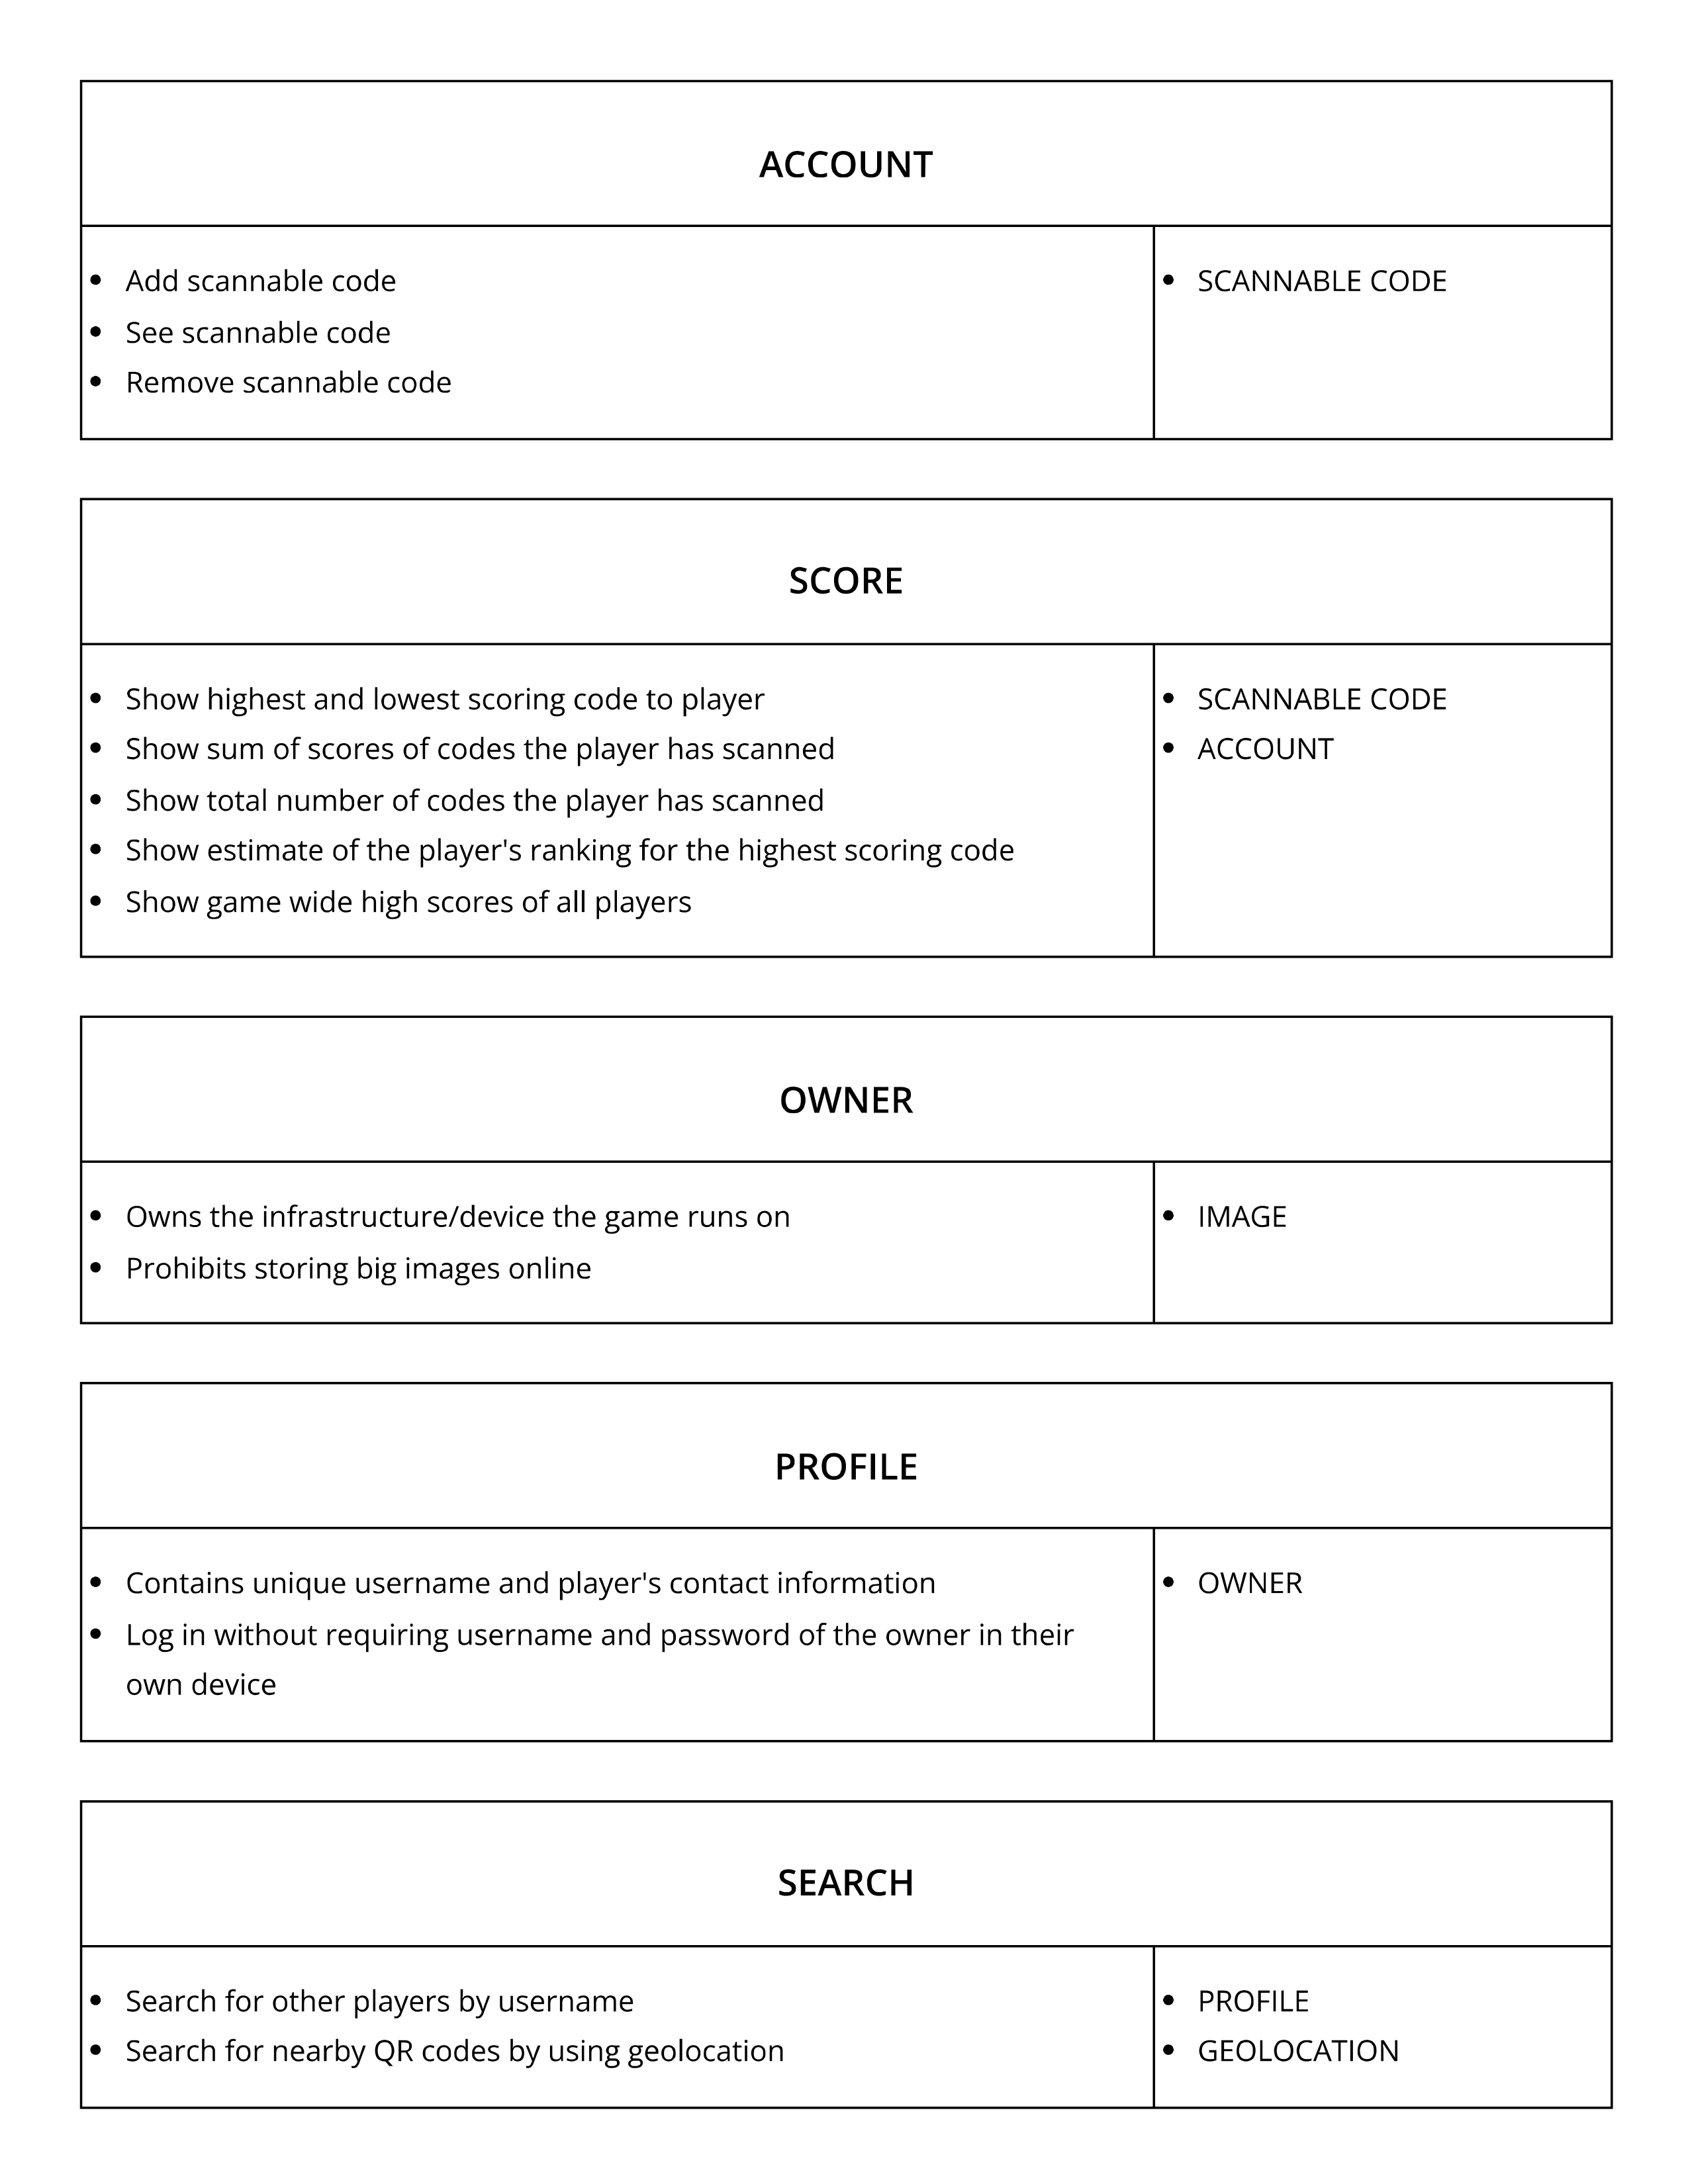 ACCOUNT
• Add scannable code
• See scannable code
• Remove scannable code
• SCANNABLE CODE
SCORE
• Show highest and lowest scoring code to player
• Show sum of scores of codes the player has scanned
• Show total number of codes the player has scanned
• Show estimate of the player's ranking for the highest scoring code
• Show game wide high scores of all players
• SCANNABLE CODE
• ACCOUNT
OWNER
• Owns the infrastructure/device the game runs on
• Prohibits storing big images online
• IMAGE
PROFILE
• Contains unique username and player's contact information
• Log in without requiring username and password of the owner in their
own device
• OWNER
SEARCH
• Search for other players by username
• Search for nearby QR codes by using geolocation
• PROFILE
• GEOLOCATION